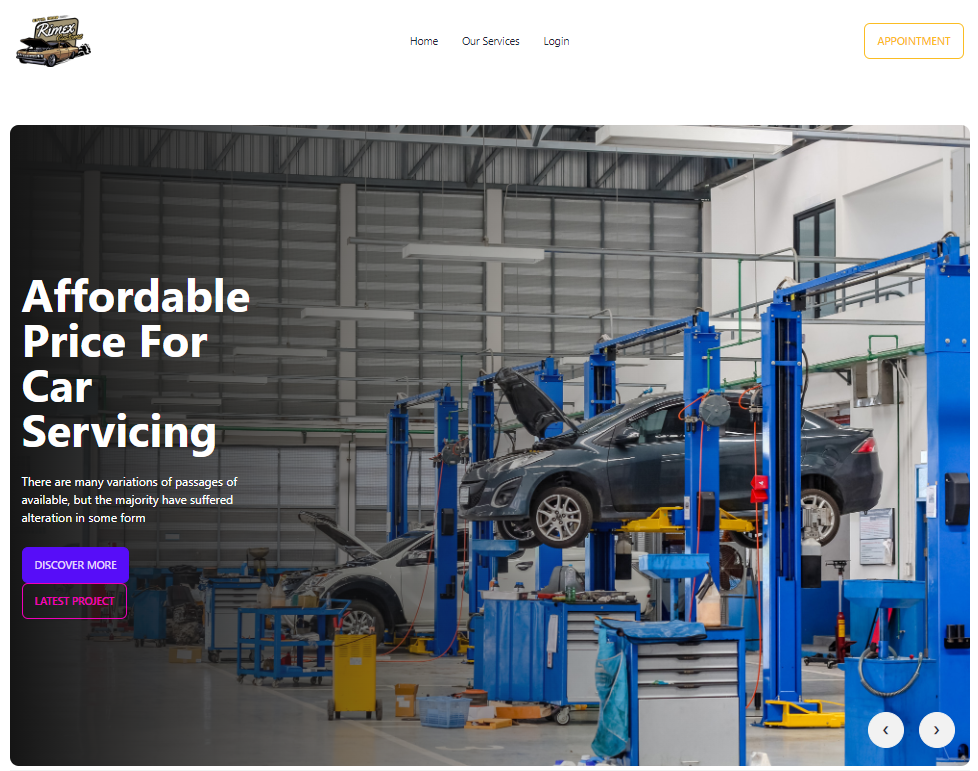 Rimex
Home
Our Services
Login
APPOINTMENT
Affordable
Price For
Car
Servicing
There are many variations of passages of
available, but the majority have suffered
alteration in some form
DISCOVER MORE
LATEST PROJECT
❮
❯